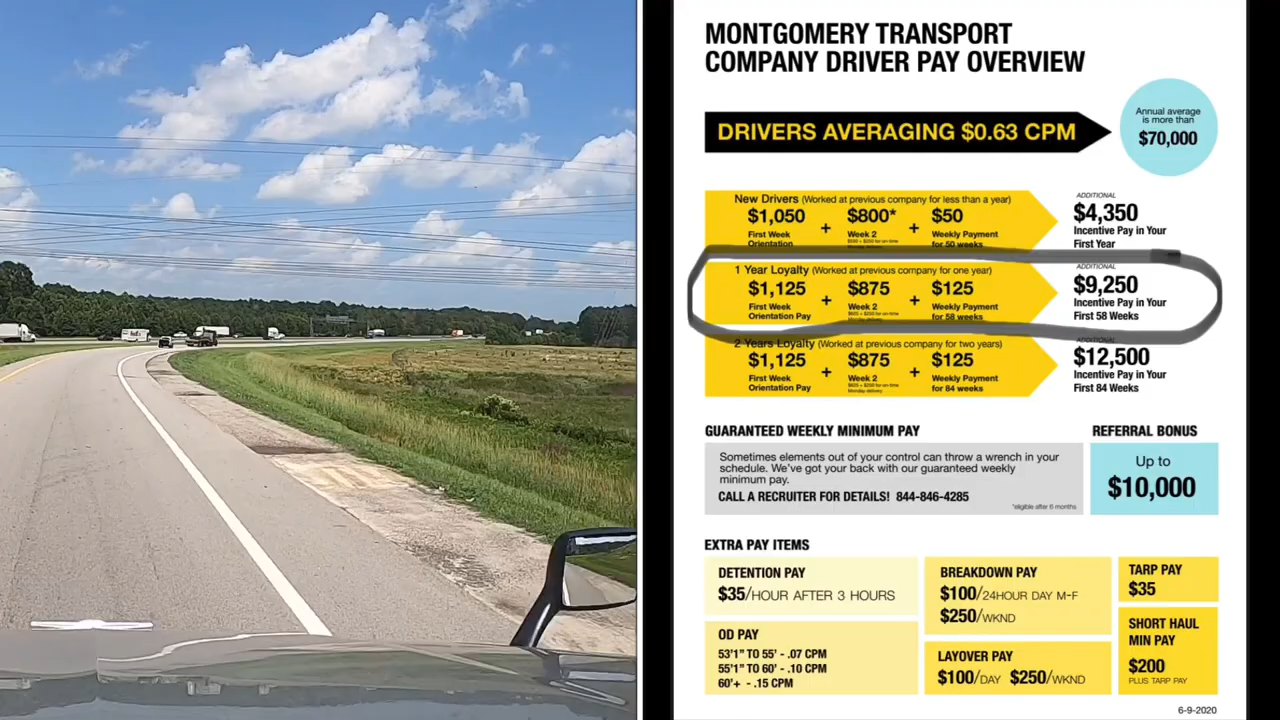 MONTGOMERY TRANSPORT
COMPANY DRIVER PAY OVERVIEW
DRIVERS AVERAGING $0.63 CPM
Annual average
is more than
$70,000
New Drivers (Worked at previous company for less than a year)
$1,050 + $800* + $50
First Week
Orientation
Week 2
Weekly Payment
for 50 weeks
ADDITIONAL
$4,350
Incentive Pay in Your
First Year
1 Year Loyalty (Worked at previous company for one year)
$1,125 + $875 + $125
First Week
Orientation Pay
Week 2
Weekly Payment
for 58 weeks
ADDITIONAL
$9,250
Incentive Pay in Your
First 58 Weeks
2 Years Loyalty (Worked at previous company for two years)
$1,125 + $875 + $125
First Week
Orientation Pay
Week 2
Weekly Payment
for 84 weeks
ADDITIONAL
$12,500
Incentive Pay in Your
First 84 Weeks
GUARANTEED WEEKLY MINIMUM PAY
Sometimes elements out of your control can throw a wrench in your
schedule. We've got your back with our guaranteed weekly
minimum pay.
CALL A RECRUITER FOR DETAILS! 844-846-4285
*eligible after 6 months
REFERRAL BONUS
Up to
$10,000
EXTRA PAY ITEMS
DETENTION PAY
$35/HOUR AFTER 3 HOURS
OD PAY
53'1" TO 55' - .07 CPM
55'1" TO 60' - .10 CPM
60'+ - .15 CPM
BREAKDOWN PAY
$100/24HOUR DAY M-F
$250/WKND
LAYOVER PAY
$100/DAY $250/WKND
TARP PAY
$35
SHORT HAUL
MIN PAY
$200
PLUS TARP PAY
6-9-2020